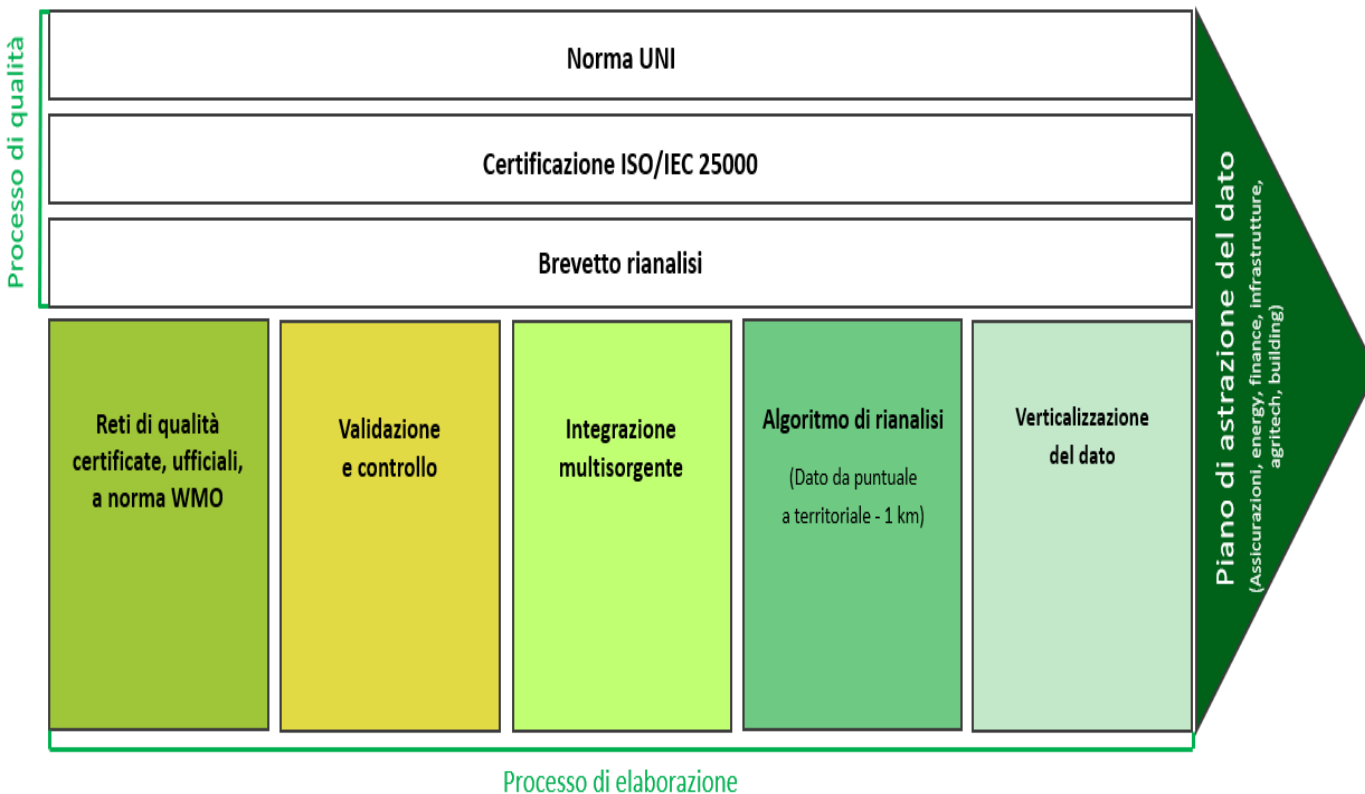 Processo di qualità
Norma UNI
Certificazione ISO/IEC 25000
Brevetto rianalisi
Reti di qualità
certificate, ufficiali,
a norma WMO
Validazione
e controllo
Integrazione
multisorgente
Algoritmo di rianalisi
(Dato da puntuale
a territoriale - 1 km)
Verticalizzazione
del dato
Piano di astrazione del dato
(Assicurazioni, energy, finance, infrastrutture,
agritech, building)
Processo di elaborazione